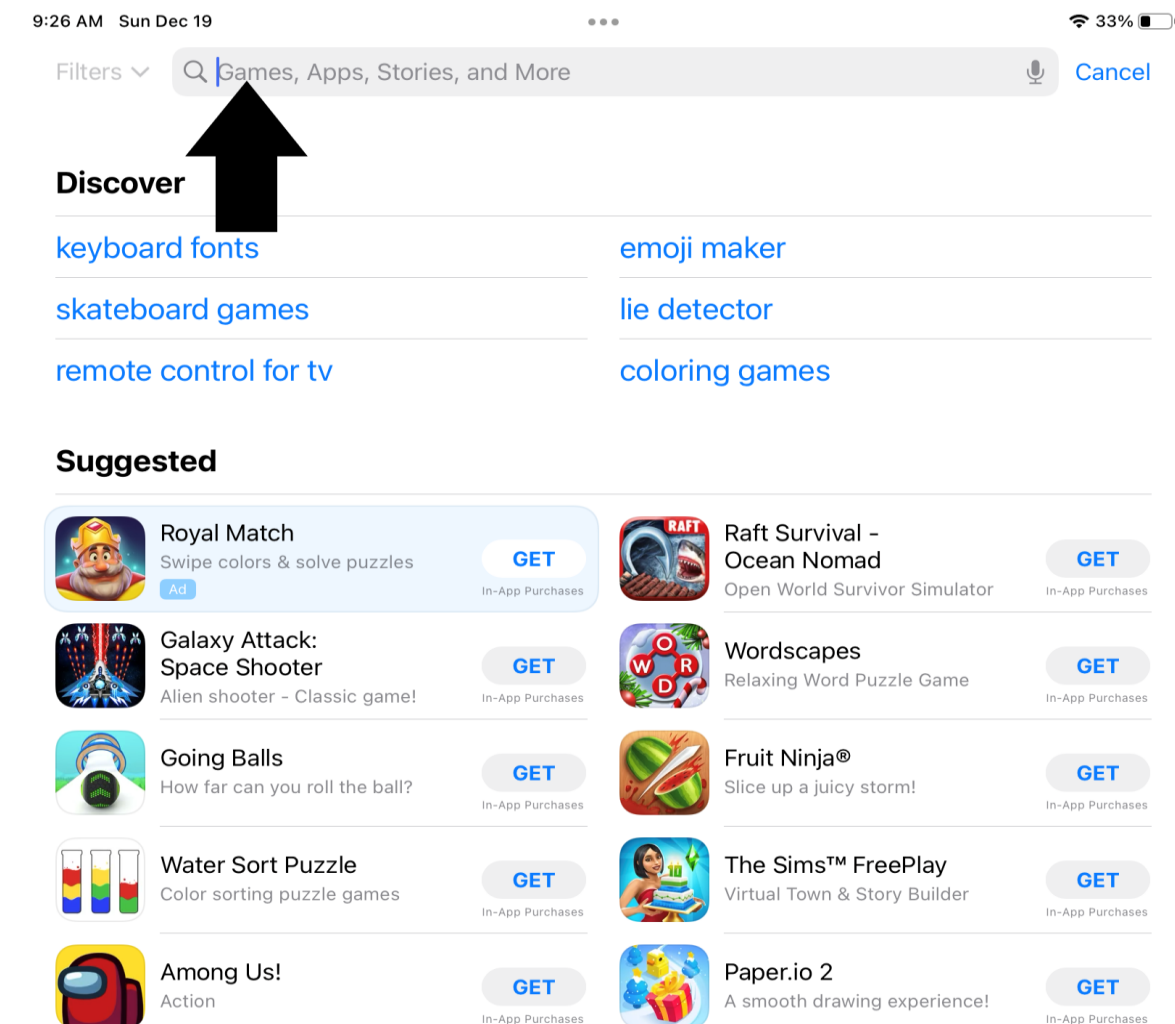 9:26 AM Sun Dec 19
33%
Filters
Games, Apps, Stories, and More
Cancel
Discover
keyboard fonts
emoji maker
skateboard games
lie detector
remote control for tv
coloring games
Suggested
Royal Match
Swipe colors & solve puzzles
Ad
GET
In-App Purchases
RAFT
Raft Survival -
Ocean Nomad
Open World Survivor Simulator
GET
In-App Purchases
Galaxy Attack:
Space Shooter
Alien shooter - Classic game!
GET
In-App Purchases
O
W R
D
Wordscapes
Relaxing Word Puzzle Game
GET
In-App Purchases
Going Balls
How far can you roll the ball?
GET
In-App Purchases
Fruit Ninja®
Slice up a juicy storm!
GET
In-App Purchases
Water Sort Puzzle
Color sorting puzzle games
GET
In-App Purchases
10
The Sims™ FreePlay
Virtual Town & Story Builder
GET
In-App Purchases
Among Us!
Action
GET
In-App Purchases
Paper.io 2
A smooth drawing experience!
GET
In-App Purchases